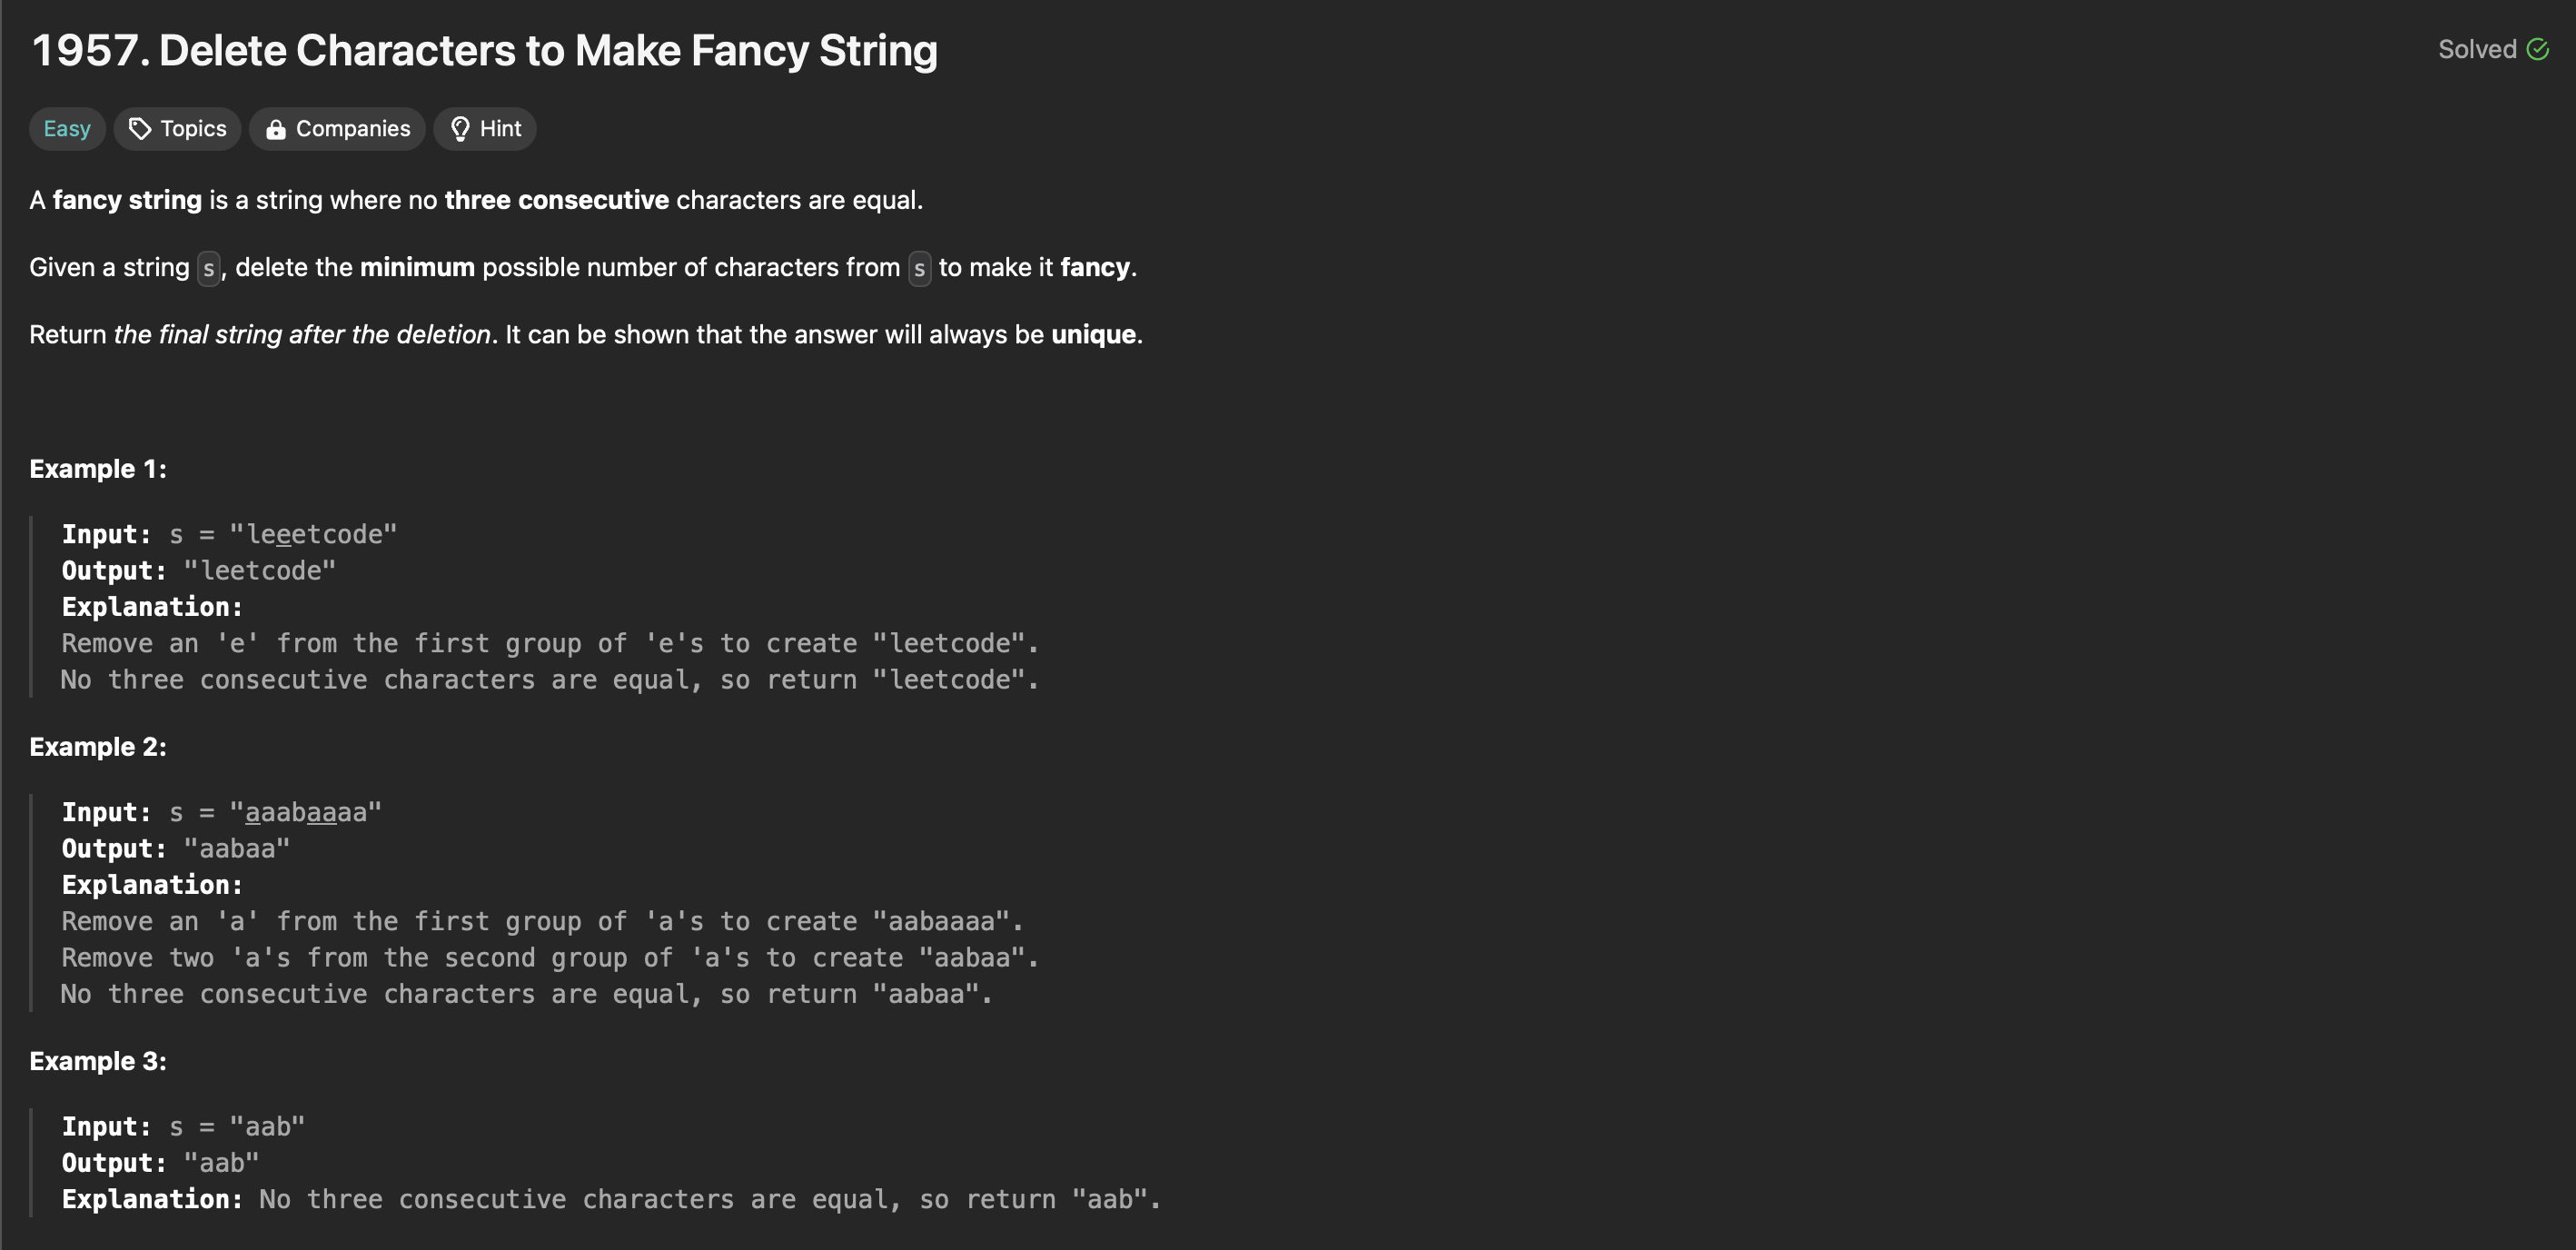 1957. Delete Characters to Make Fancy String
Solved
Easy
Topics
Companies
Hint
A fancy string is a string where no three consecutive characters are equal.
Given a string s, delete the minimum possible number of characters from s to make it fancy.
Return the final string after the deletion. It can be shown that the answer will always be unique.
Example 1:
Input: s = "leeetcode"
Output: "leetcode"
Explanation:
Remove an 'e' from the first group of 'e's to create "leetcode".
No three consecutive characters are equal, so return "leetcode".
Example 2:
Input: s = "aaabaaaa"
Output: "aabaa"
Explanation:
Remove an 'a' from the first group of 'a's to create "aabaaaa".
Remove two 'a's from the second group of 'a's to create "aabaa".
No three consecutive characters are equal, so return "aabaa".
Example 3:
Input: s = "aab"
Output: "aab"
Explanation: No three consecutive characters are equal, so return "aab".